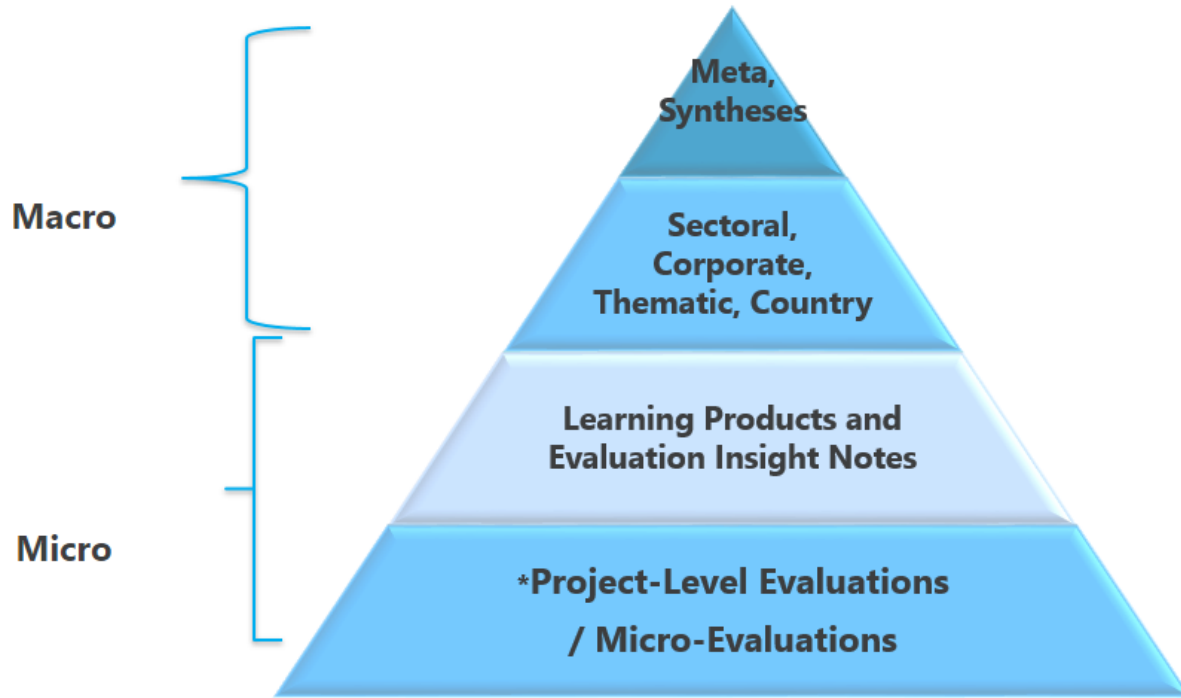 Meta,
Syntheses
Macro
Sectoral,
Corporate,
Thematic, Country
Learning Products and
Evaluation Insight Notes
Micro
*Project-Level Evaluations
/ Micro-Evaluations